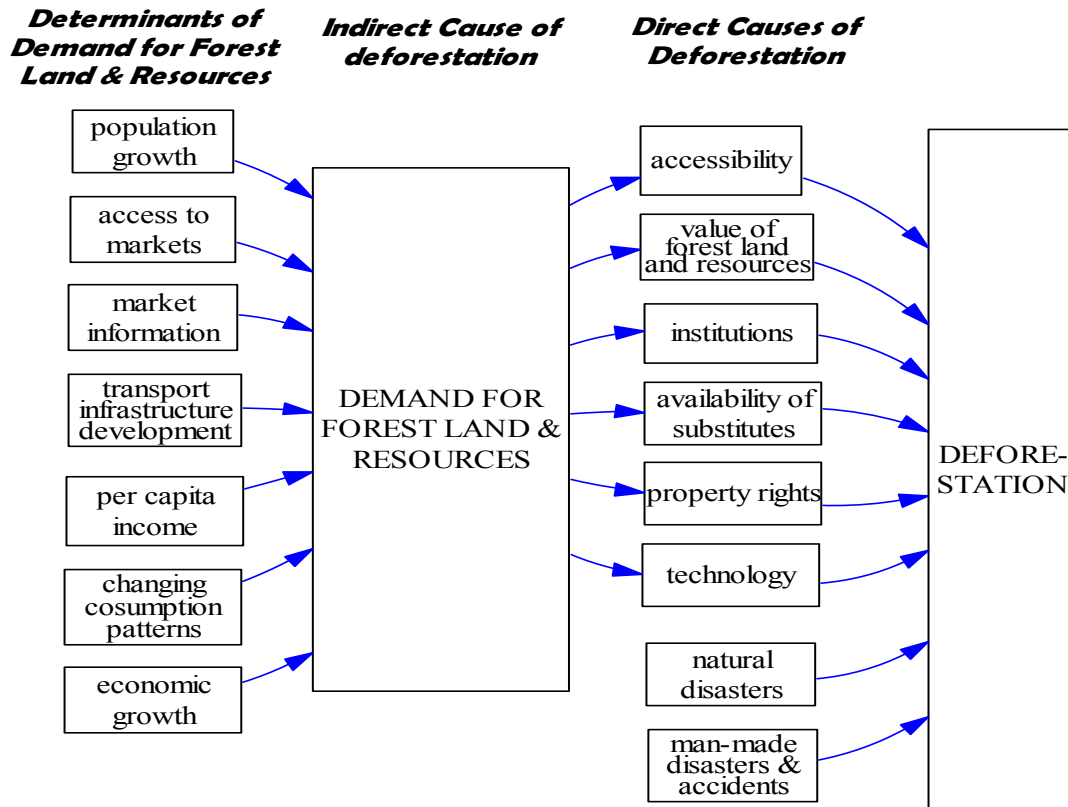 Determinants of
Demand for Forest
Land & Resources
Indirect Cause of
deforestation
Direct Causes of
Deforestation
population
growth
access to
markets
market
information
transport
infrastructure
development
per capita
income
changing
cosumption
patterns
economic
growth
DEMAND FOR
FOREST LAND &
RESOURCES
accessibility
value of
forest land
and resources
institutions
availability of
substitutes
property rights
technology
natural
disasters
man-made
disasters &
accidents
DEFORE-
STATION